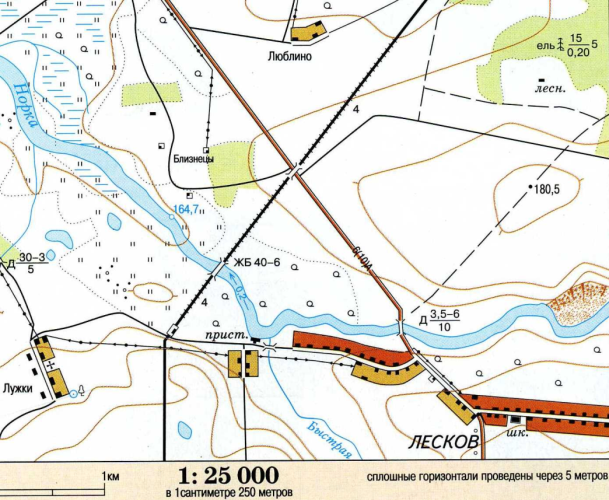 Люблино
ель 15 5
0,20
лесн.
Норка
4
Близнецы
180,5
164,7
6(10)А
ЖБ 40-6
Д 30-3
5
0,2
4
Д 3,5-6
10
прист.
Лужки
Быстрая
ЛЕСКОВ
шк.
1км
1: 25 000
в 1сантиметре 250 метров
сплошные горизонтали проведены через 5 метров